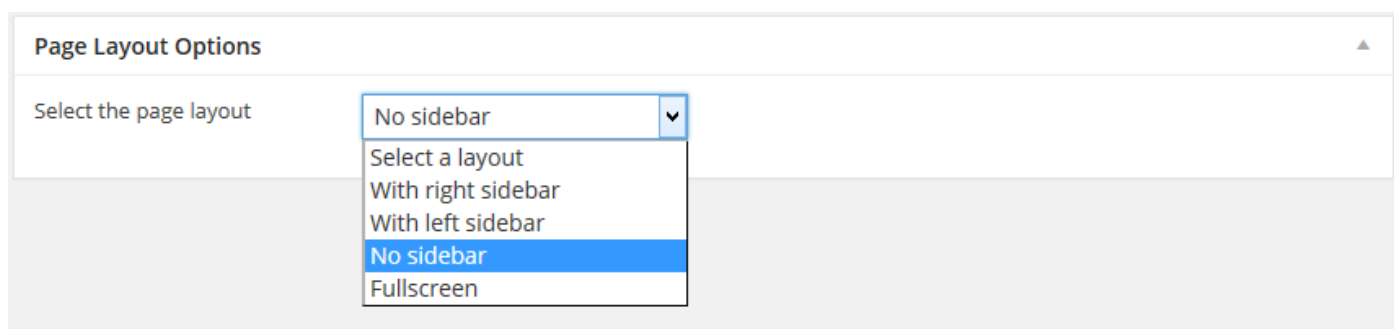 Page Layout Options
Select the page layout
No sidebar
Select a layout
With right sidebar
With left sidebar
No sidebar
Fullscreen